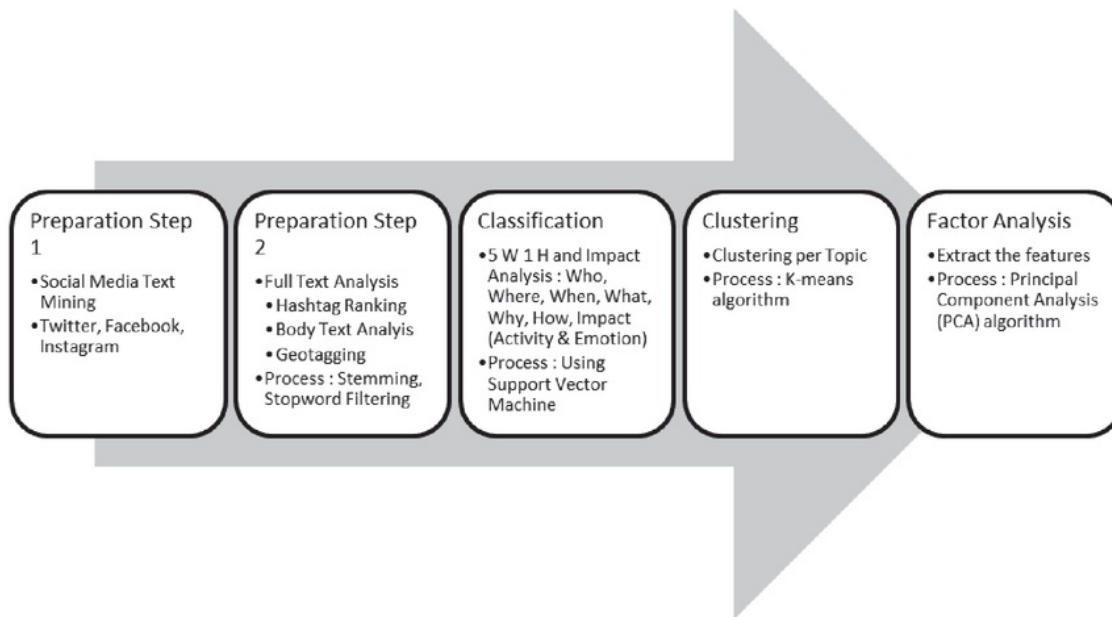 Preparation Step
1
•Social Media Text
Mining
•Twitter, Facebook,
Instagram
Preparation Step
2
•Full Text Analysis
•Hashtag Ranking
•Body Text Analyis
•Geotagging
•Process : Stemming,
Stopword Filtering
Classification
•5 W 1 H and Impact
Analysis : Who,
Where, When, What,
Why, How, Impact
(Activity & Emotion)
•Process : Using
Support Vector
Machine
Clustering
•Clustering per Topic
•Process : K-means
algorithm
Factor Analysis
•Extract the features
•Process : Principal
Component Analysis
(PCA) algorithm